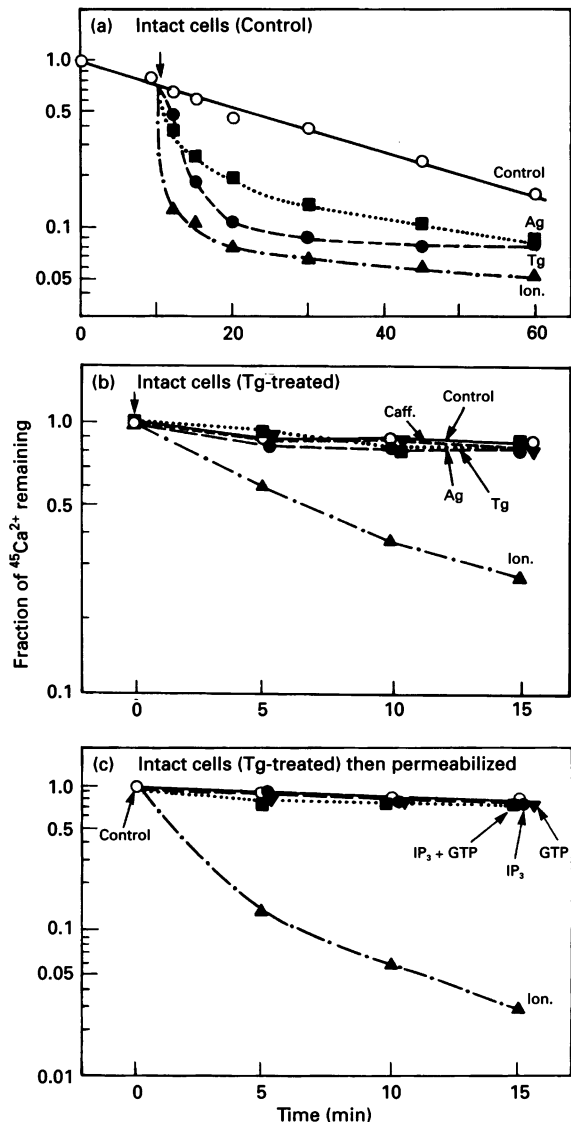 (a) Intact cells (Control)
1.0
0.5
0.1
0.05
Control
Ag
Tg
Ion.
0 20 40 60
(b) Intact cells (Tg-treated)
1.0
0.5
0.1
Caff.
Control
Ag
Tg
Ion.
0 5 10 15
Fraction of ⁴⁵Ca²⁺ remaining
(c) Intact cells (Tg-treated) then permeabilized
1.0
0.5
0.1
0.05
0.01
Control
IP₃ + GTP
IP₃
GTP
Ion.
0 5 10 15
Time (min)